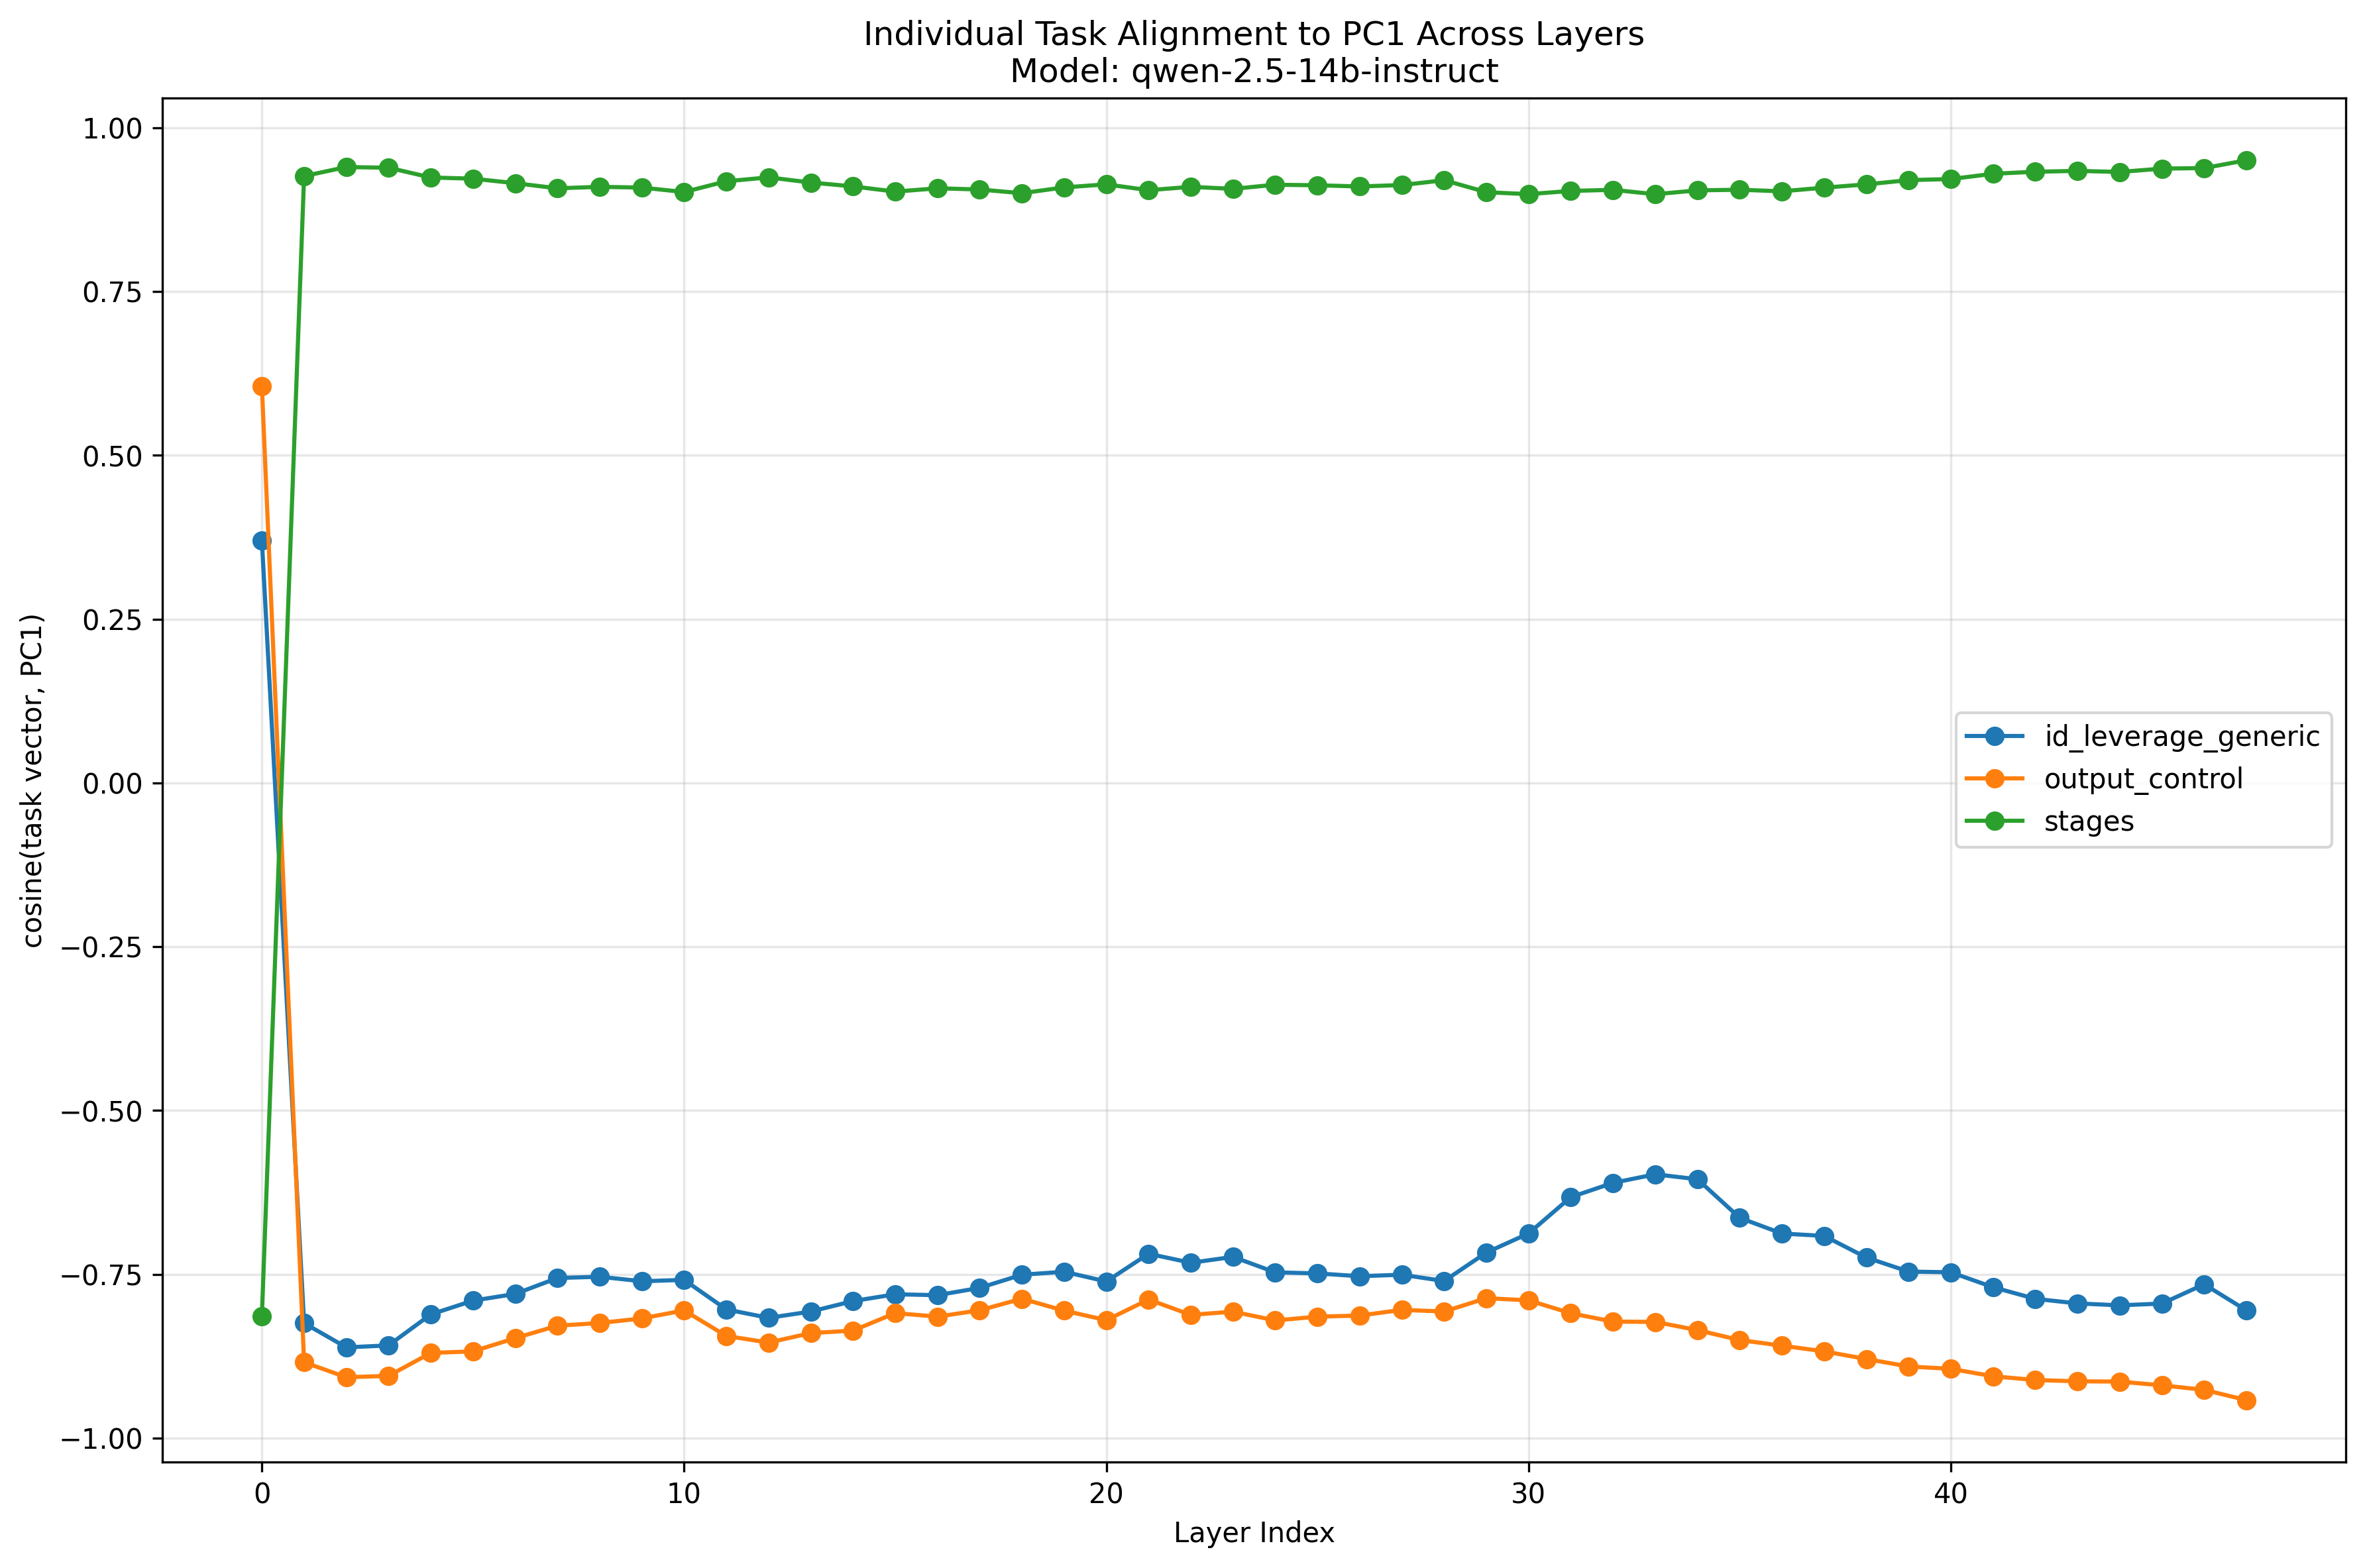 Individual Task Alignment to PC1 Across Layers
Model: qwen-2.5-14b-instruct
cosine(task vector, PC1)
1.00
0.75
0.50
0.25
0.00
−0.25
−0.50
−0.75
−1.00
id_leverage_generic
output_control
stages
0
10
20
30
40
Layer Index